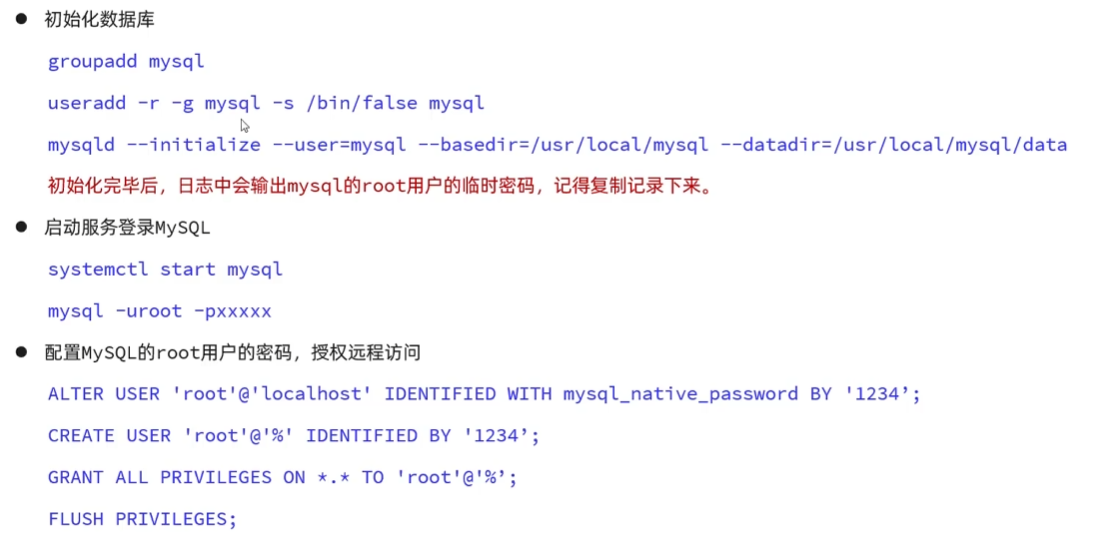 ● 初始化数据库
groupadd mysql
useradd -r -g mysql -s /bin/false mysql
mysqld --initialize --user=mysql --basedir=/usr/local/mysql --datadir=/usr/local/mysql/data
初始化完毕后，日志中会输出mysql的root用户的临时密码，记得复制记录下来。
● 启动服务登录MySQL
systemctl start mysql
mysql -uroot -pxxxxx
● 配置MySQL的root用户的密码，授权远程访问
ALTER USER 'root'@'localhost' IDENTIFIED WITH mysql_native_password BY '1234’;
CREATE USER 'root'@'%' IDENTIFIED BY '1234’;
GRANT ALL PRIVILEGES ON *.* TO 'root'@'%’;
FLUSH PRIVILEGES;